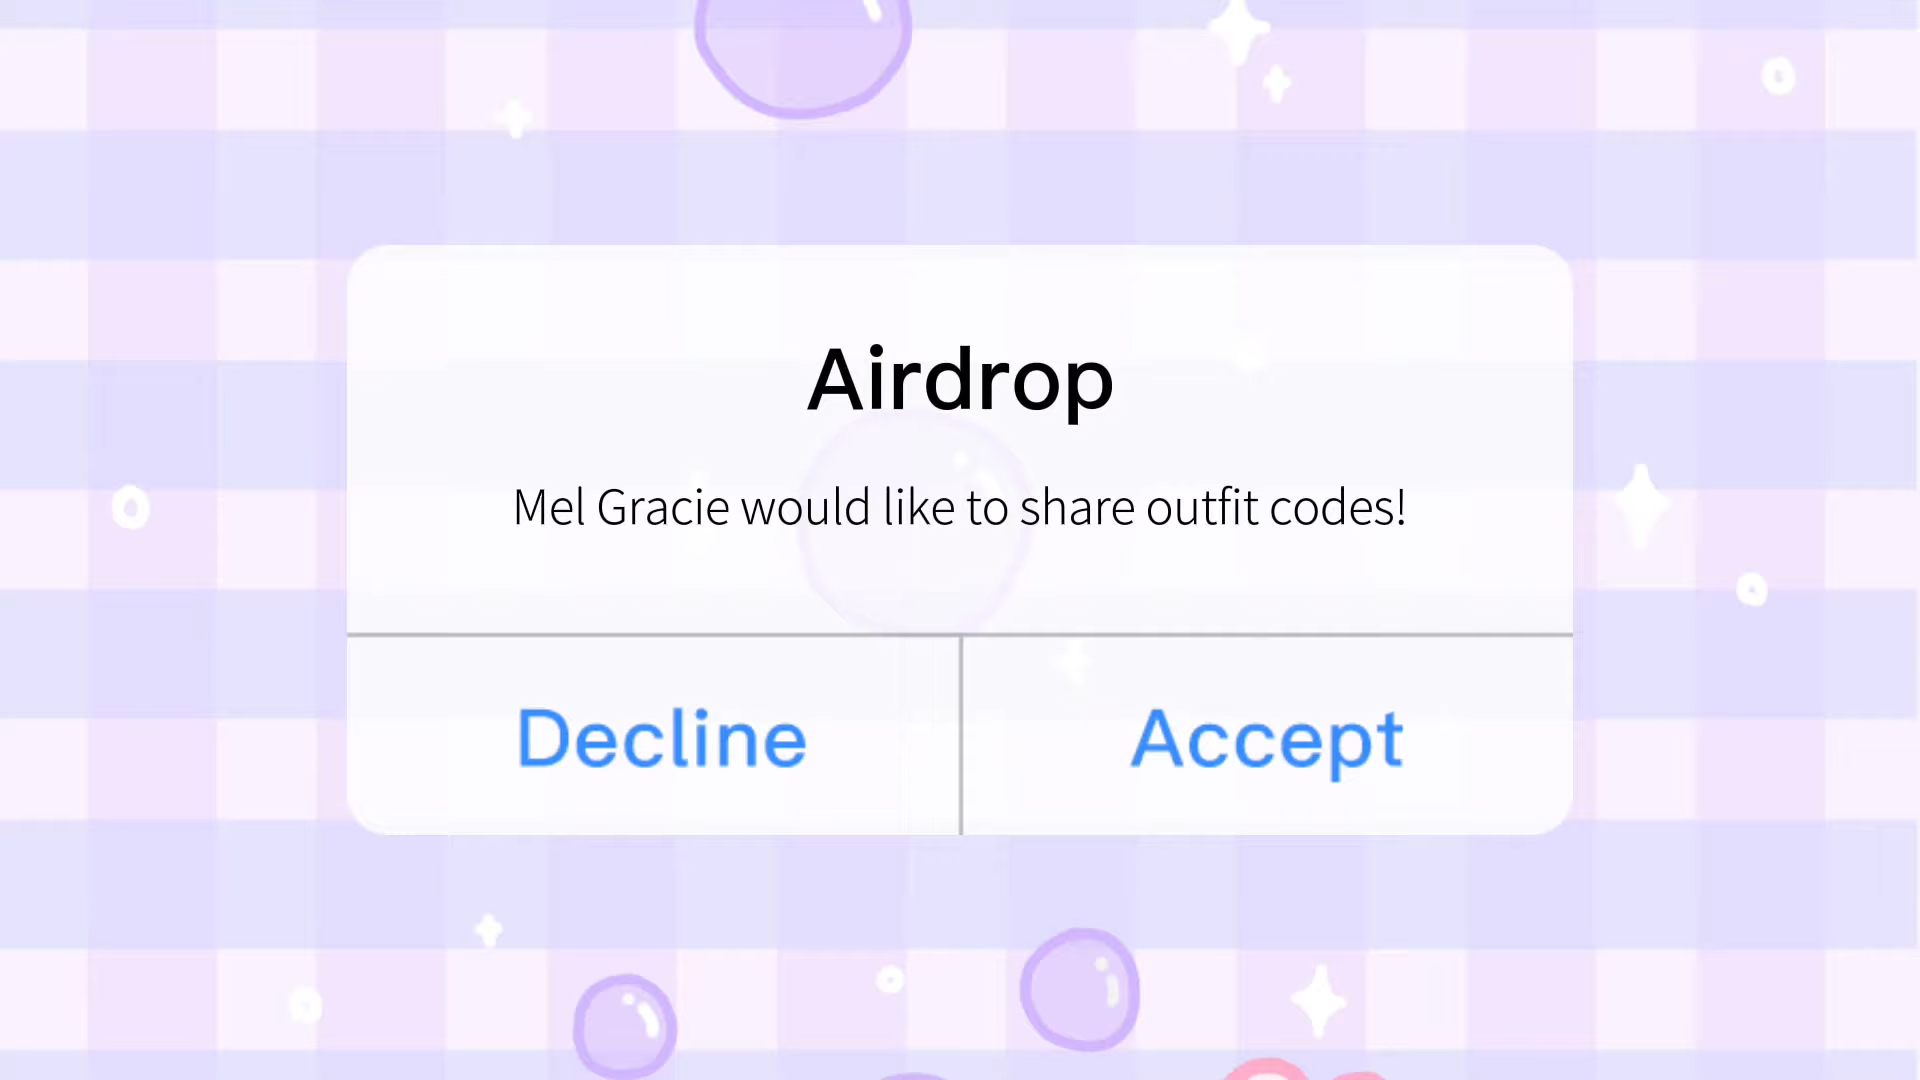 Airdrop
Mel Gracie would like to share outfit codes!
Decline
Accept